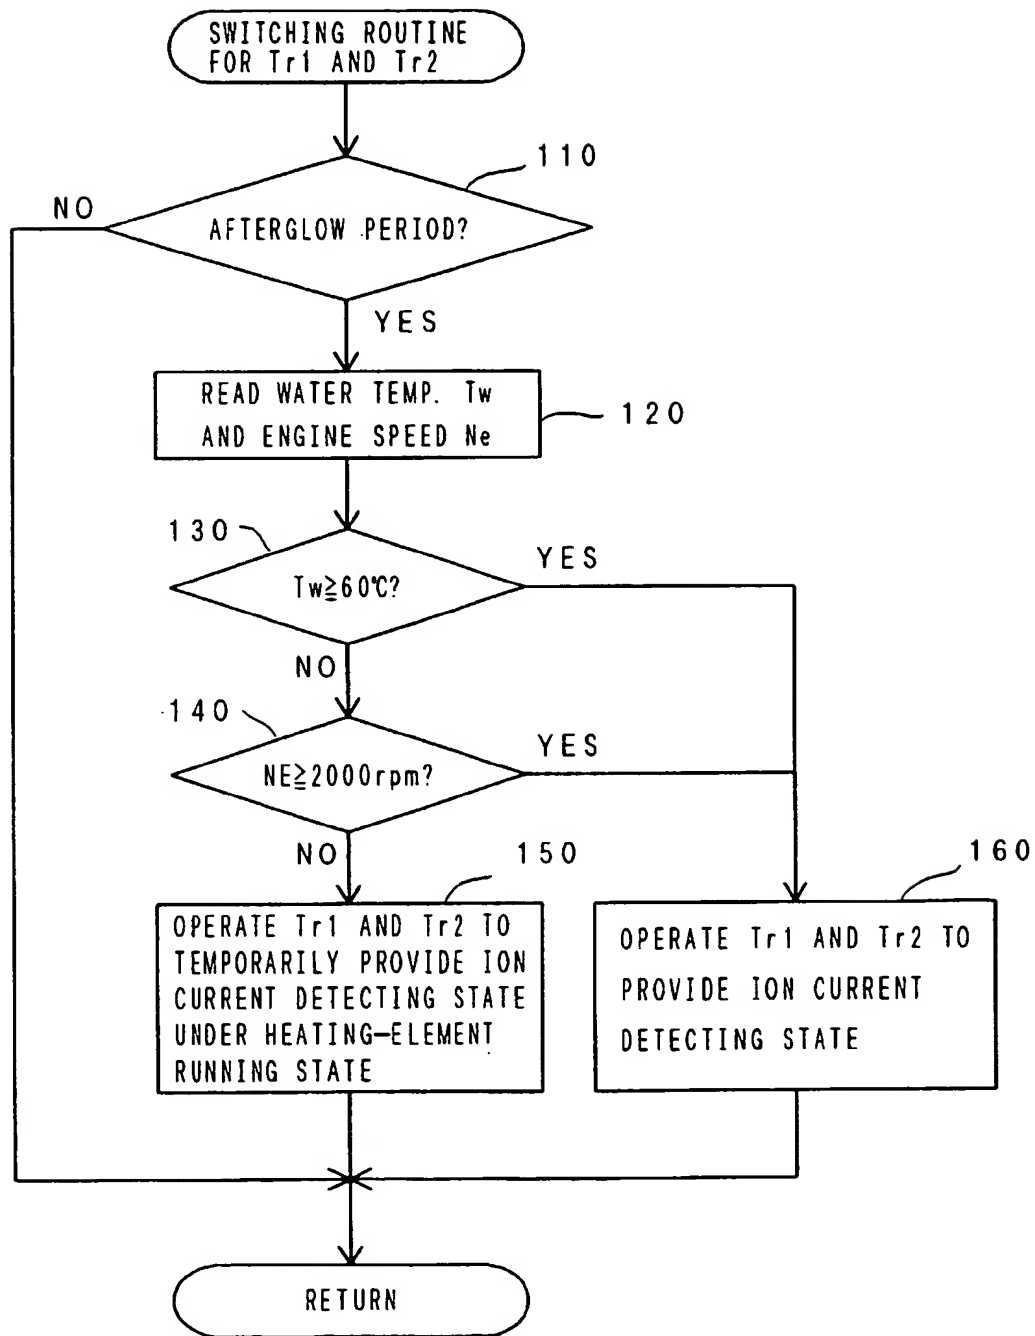 SWITCHING ROUTINE
FOR Tr1 AND Tr2
110
NO
AFTERGLOW PERIOD?
YES
READ WATER TEMP. Tw
AND ENGINE SPEED Ne
120
130
YES
Tw≧60℃?
NO
140
YES
NE≧2000rpm?
NO
150
160
OPERATE Tr1 AND Tr2 TO
TEMPORARILY PROVIDE ION
CURRENT DETECTING STATE
UNDER HEATING-ELEMENT
RUNNING STATE
OPERATE Tr1 AND Tr2 TO
PROVIDE ION CURRENT
DETECTING STATE
RETURN